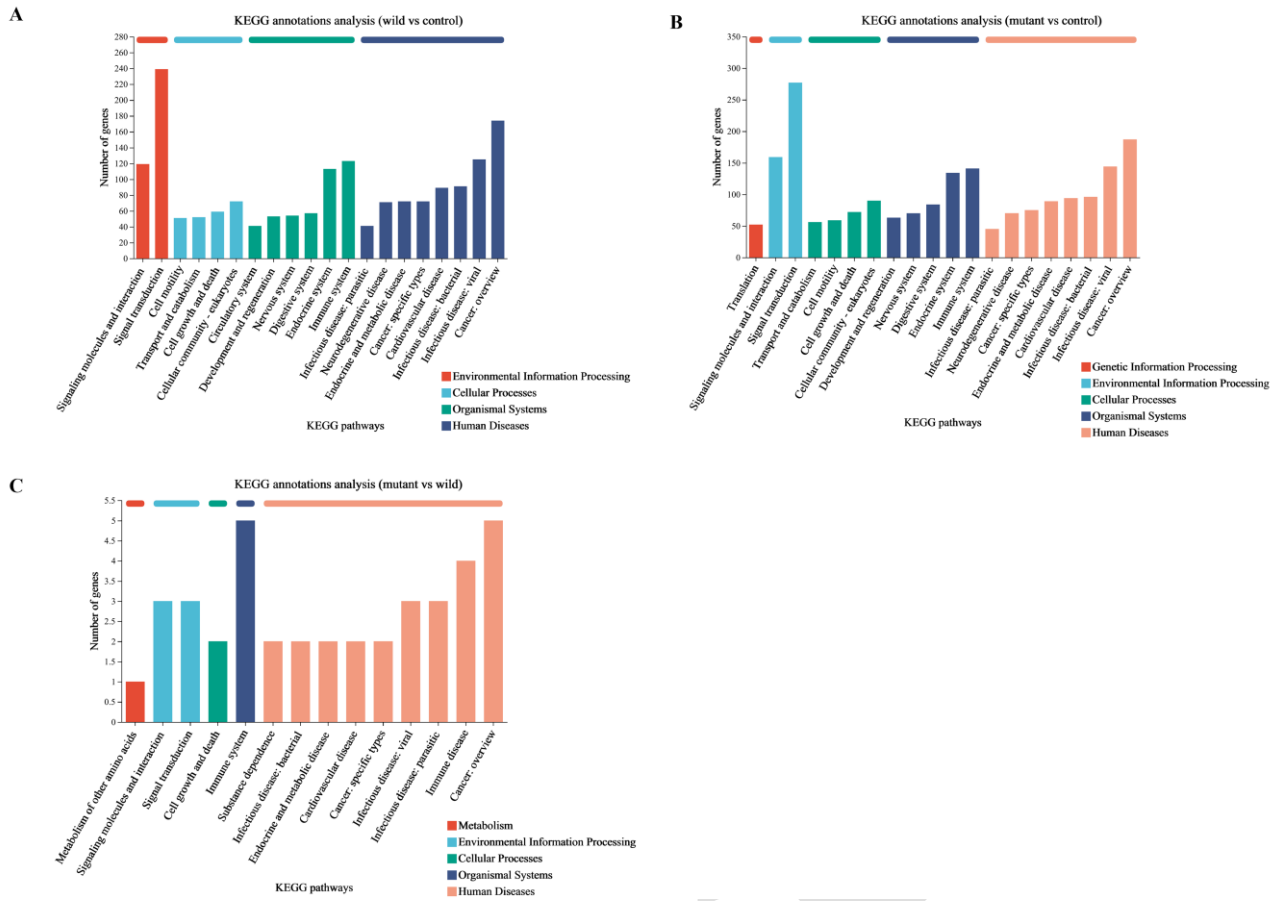 A
KEGG annotations analysis (wild vs control)
Number of genes
280
260
240
220
200
180
160
140
120
100
80
60
40
20
0
Signaling molecules and interaction
Signal transduction
Cell motility
Transport and catabolism
Cell growth and death
Cellular community - eukaryotes
Circulatory system
Development and regeneration
Nervous system
Digestive system
Endocrine system
Immune system
Infectious disease: parasitic
Neurodegenerative disease
Endocrine and metabolic disease
Cancer: specific types
Cardiovascular disease
Infectious disease: bacterial
Infectious disease: viral
Cancer: overview
Environmental Information Processing
Cellular Processes
Organismal Systems
Human Diseases
KEGG pathways
B
KEGG annotations analysis (mutant vs control)
Number of genes
350
300
250
200
150
100
50
0
Translation
Signaling molecules and interaction
Signal transduction
Transport and catabolism
Cell motility
Cell growth and death
Cellular community - eukaryotes
Development and regeneration
Nervous system
Digestive system
Endocrine system
Immune system
Infectious disease: parasitic
Neurodegenerative disease
Cancer: specific types
Endocrine and metabolic disease
Cardiovascular disease
Infectious disease: bacterial
Infectious disease: viral
Cancer: overview
Genetic Information Processing
Environmental Information Processing
Cellular Processes
Organismal Systems
Human Diseases
KEGG pathways
C
KEGG annotations analysis (mutant vs wild)
Number of genes
5.5
5
4.5
4
3.5
3
2.5
2
1.5
1
0.5
0
Metabolism of other amino acids
Signaling molecules and interaction
Signal transduction
Cell growth and death
Immune system
Substance dependence
Infectious disease: bacterial
Endocrine and metabolic disease
Cardiovascular disease
Cancer: specific types
Infectious disease: viral
Infectious disease: parasitic
Immune disease
Cancer: overview
Metabolism
Environmental Information Processing
Cellular Processes
Organismal Systems
Human Diseases
KEGG pathways